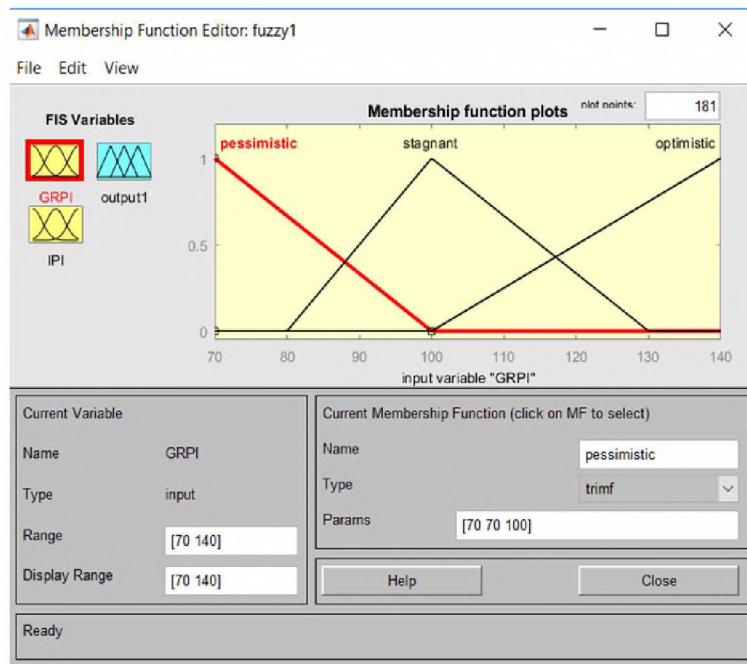 Membership Function Editor: fuzzy1
File Edit View
FIS Variables
GRPI
output1
IPI
Membership function plots
plot points:
181
pessimistic
stagnant
optimistic
1
0.5
0
70 80 90 100 110 120 130 140
input variable "GRPI"
Current Variable
Name GRPI
Type input
Range [70 140]
Display Range [70 140]
Current Membership Function (click on MF to select)
Name pessimistic
Type trimf
Params [70 70 100]
Help
Close
Ready